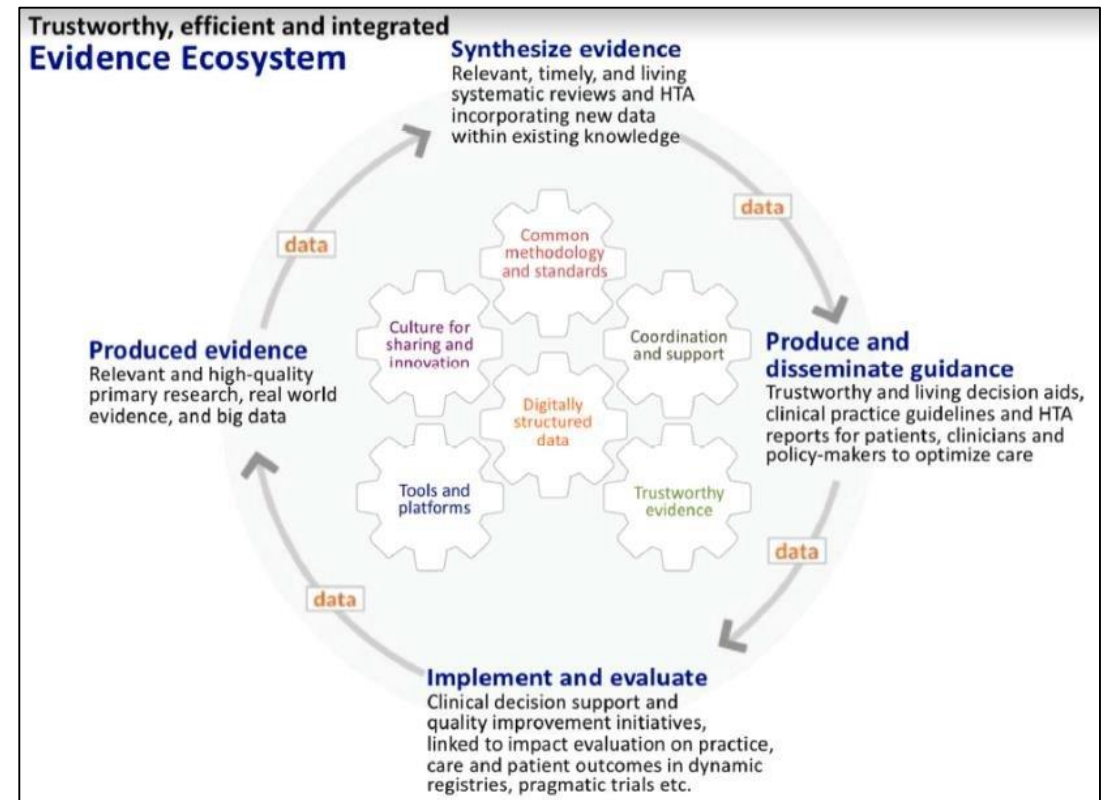 Trustworthy, efficient and integrated
Evidence Ecosystem
Synthesize evidence
Relevant, timely, and living
systematic reviews and HTA
incorporating new data
within existing knowledge
data
data
Common
methodology
and standards
Culture for
sharing and
innovation
Coordination
and support
Digitally
structured
data
Tools and
platforms
Trustworthy
evidence
Produced evidence
Relevant and high-quality
primary research, real world
evidence, and big data
Produce and
disseminate guidance
Trustworthy and living decision aids,
clinical practice guidelines and HTA
reports for patients, clinicians and
policy-makers to optimize care
data
data
Implement and evaluate
Clinical decision support and
quality improvement initiatives,
linked to impact evaluation on practice,
care and patient outcomes in dynamic
registries, pragmatic trials etc.